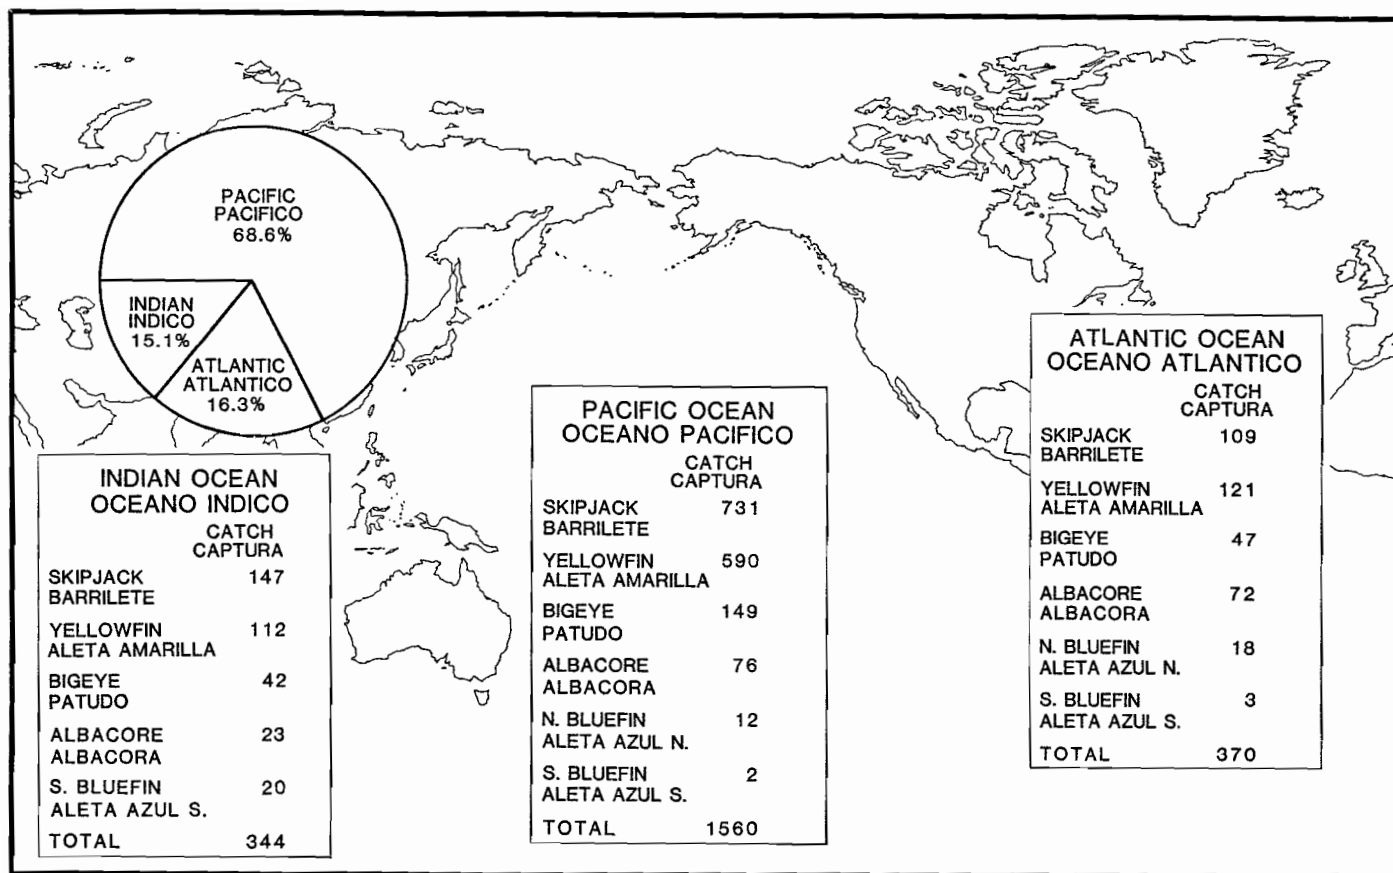 PACIFIC
PACIFICO
68.6%
INDIAN
INDICO
15.1%
ATLANTIC
ATLANTICO
16.3%
INDIAN OCEAN
OCEANO INDICO
CATCH
CAPTURA
SKIPJACK 147
BARRILETE
YELLOWFIN 112
ALETA AMARILLA
BIGEYE 42
PATUDO
ALBACORE 23
ALBACORA
S. BLUEFIN 20
ALETA AZUL S.
TOTAL 344
PACIFIC OCEAN
OCEANO PACIFICO
CATCH
CAPTURA
SKIPJACK 731
BARRILETE
YELLOWFIN 590
ALETA AMARILLA
BIGEYE 149
PATUDO
ALBACORE 76
ALBACORA
N. BLUEFIN 12
ALETA AZUL N.
S. BLUEFIN 2
ALETA AZUL S.
TOTAL 1560
ATLANTIC OCEAN
OCEANO ATLANTICO
CATCH
CAPTURA
SKIPJACK 109
BARRILETE
YELLOWFIN 121
ALETA AMARILLA
BIGEYE 47
PATUDO
ALBACORE 72
ALBACORA
N. BLUEFIN 18
ALETA AZUL N.
S. BLUEFIN 3
ALETA AZUL S.
TOTAL 370